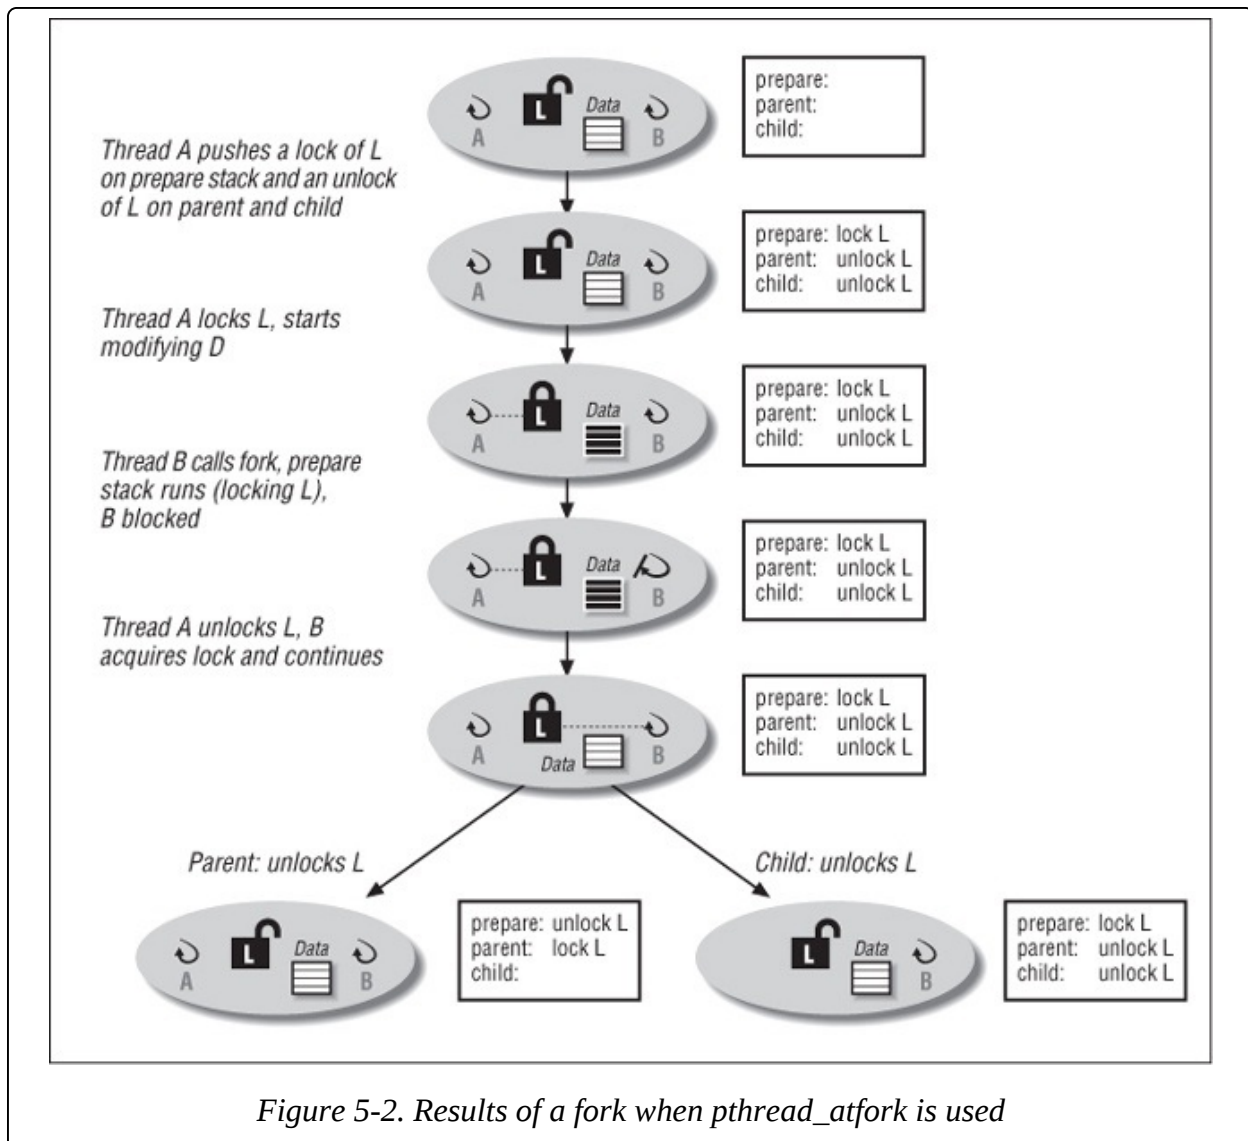 prepare:
parent:
child:
L
Data
A
B
Thread A pushes a lock of L
on prepare stack and an unlock
of L on parent and child
prepare: lock L
parent: unlock L
child: unlock L
L
Data
A
B
Thread A locks L, starts
modifying D
prepare: lock L
parent: unlock L
child: unlock L
L
Data
A
B
Thread B calls fork, prepare
stack runs (locking L),
B blocked
prepare: lock L
parent: unlock L
child: unlock L
L
Data
A
B
Thread A unlocks L, B
acquires lock and continues
prepare: lock L
parent: unlock L
child: unlock L
L
A
Data
B
Parent: unlocks L
Child: unlocks L
L
Data
A
B
prepare: unlock L
parent: lock L
child:
L
Data
B
prepare: lock L
parent: unlock L
child: unlock L
Figure 5-2. Results of a fork when pthread_atfork is used